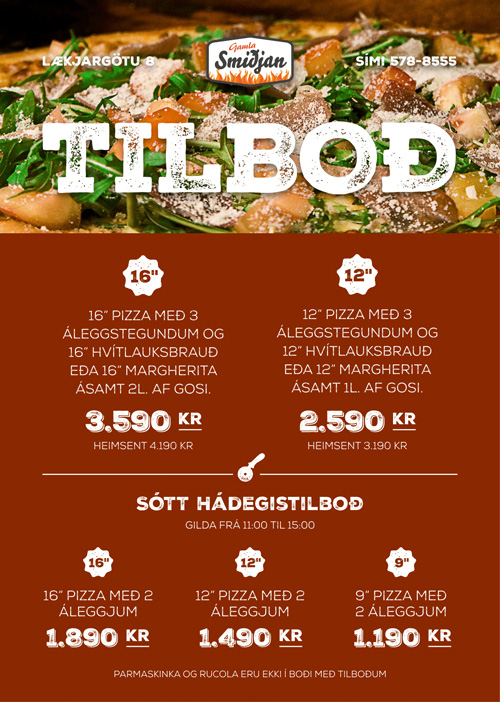 LÆKJARGÖTU 8
Gamla
Smiðjan
SÍMI 578-8555
TILBOÐ
16"
16” PIZZA MEÐ 3
ÁLEGGSTEGUNDUM OG
16” HVÍTLAUKSBRAUÐ
EÐA 16” MARGHERITA
ÁSAMT 2L. AF GOSI.
3.590 KR
HEIMSENT 4.190 KR
12"
12” PIZZA MEÐ 3
ÁLEGGSTEGUNDUM OG
12” HVÍTLAUKSBRAUÐ
EÐA 12” MARGHERITA
ÁSAMT 1L. AF GOSI.
2.590 KR
HEIMSENT 3.190 KR
SÓTT HÁDEGISTILBOÐ
GILDA FRÁ 11:00 TIL 15:00
16"
16” PIZZA MEÐ 2
ÁLEGGJUM
1.890 KR
12"
12” PIZZA MEÐ 2
ÁLEGGJUM
1.490 KR
9"
9” PIZZA MEÐ
2 ÁLEGGJUM
1.190 KR
PARMASKINKA OG RUCOLA ERU EKKI Í BOÐI MEÐ TILBOÐUM